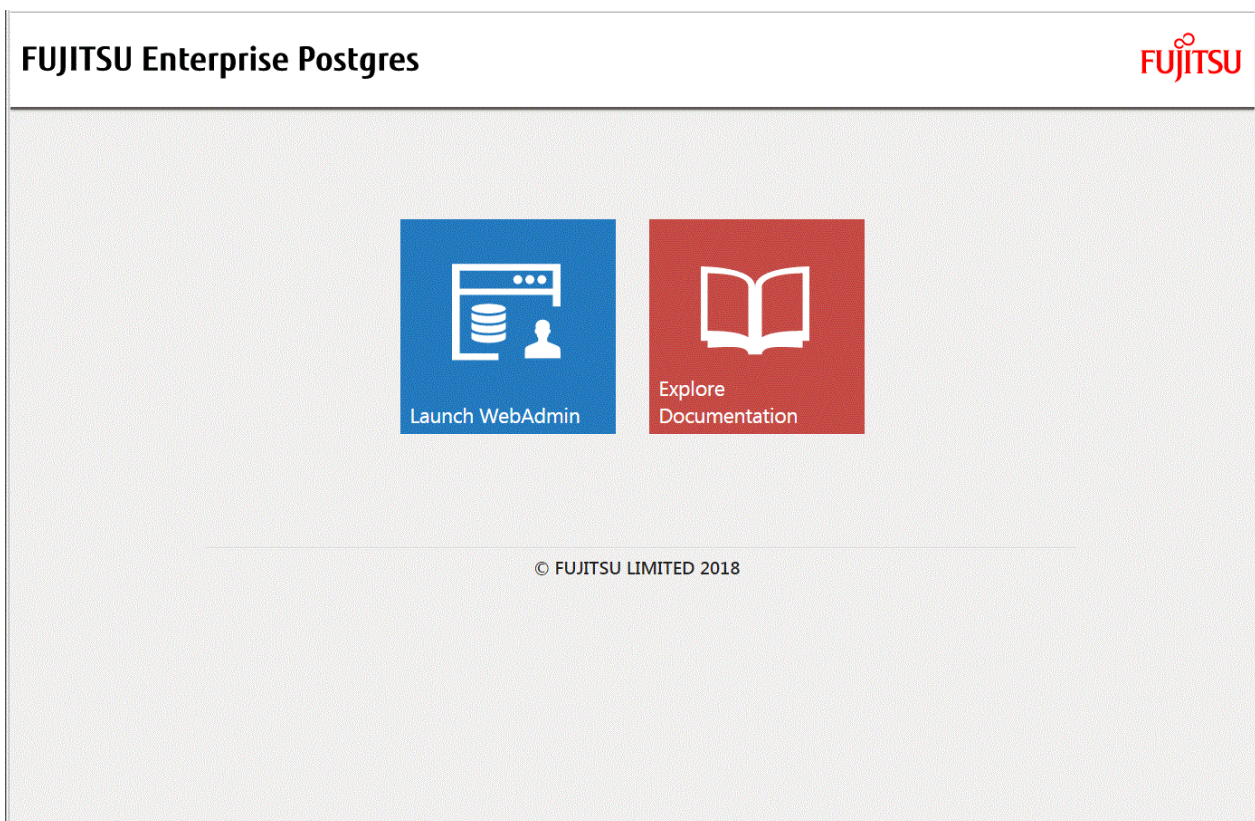 FUJITSU Enterprise Postgres
FUJITSU
Launch WebAdmin
Explore
Documentation
© FUJITSU LIMITED 2018